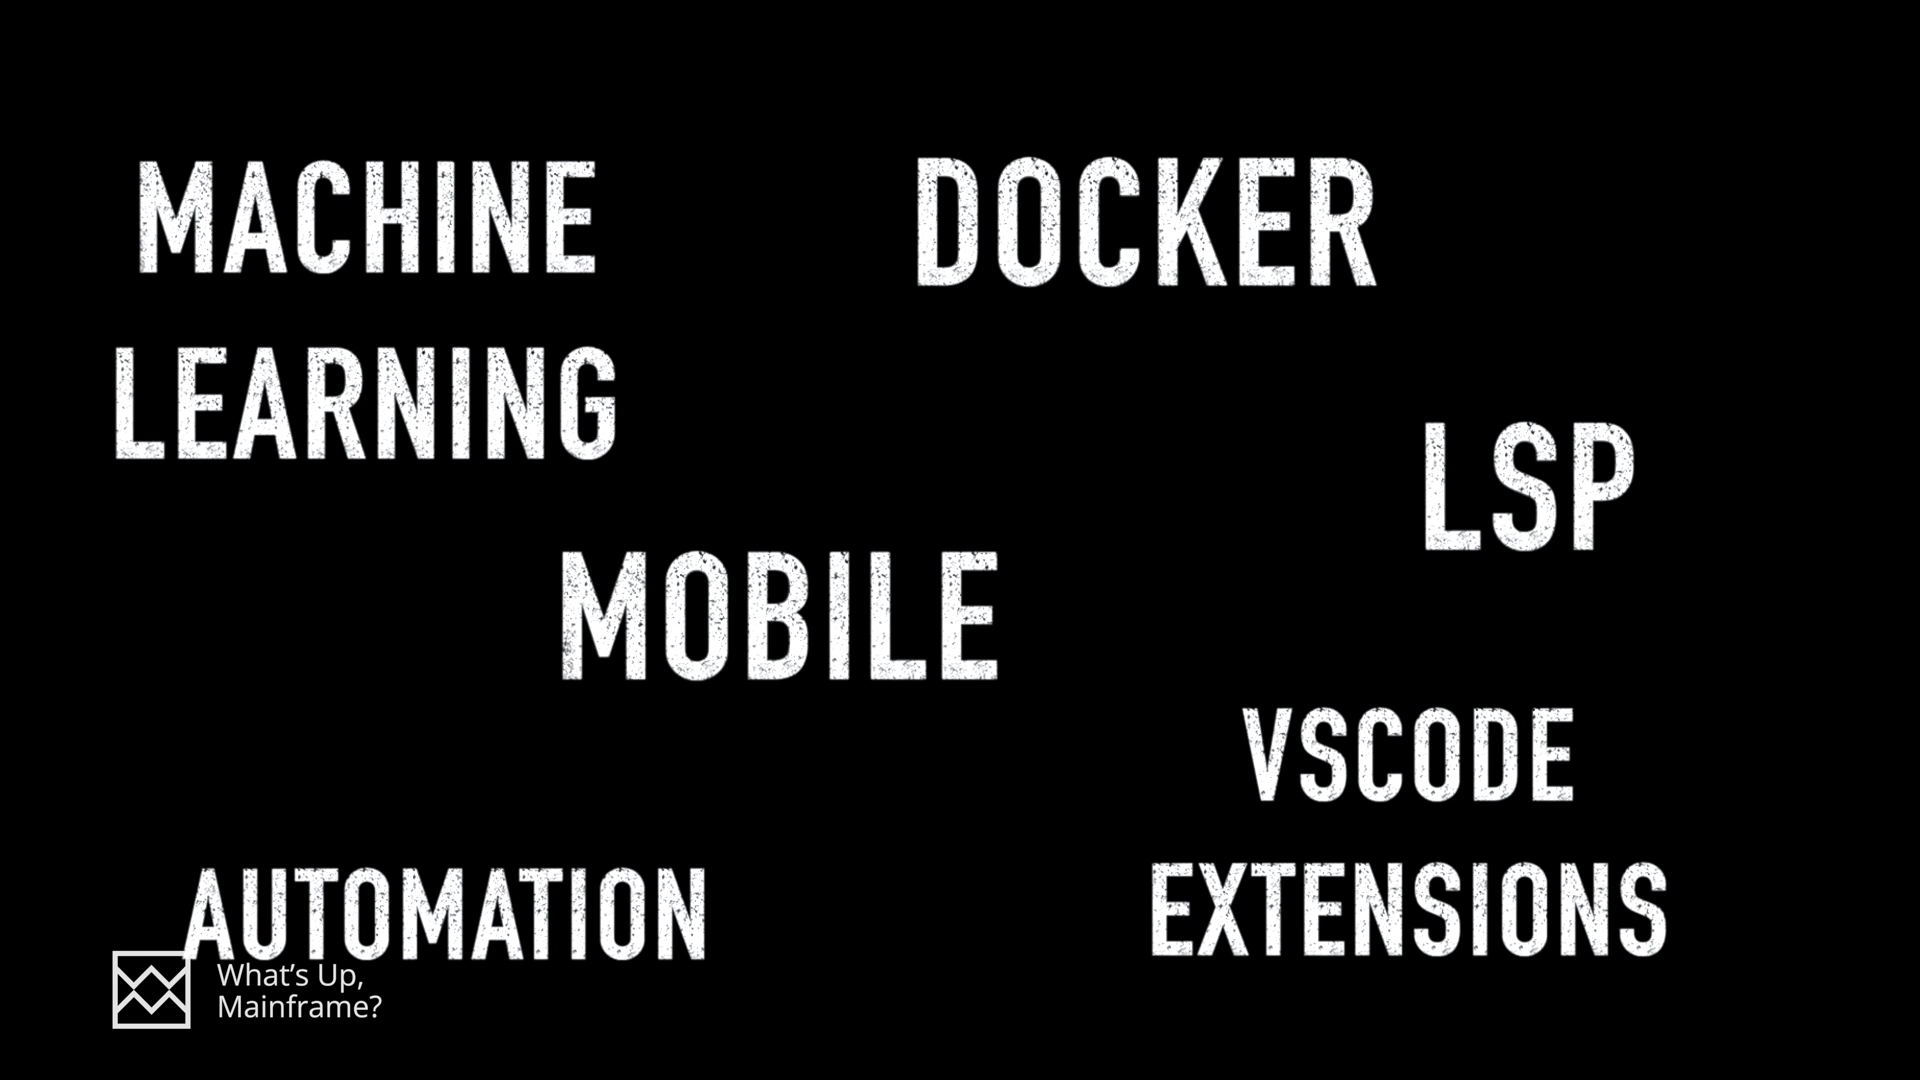 MACHINE
LEARNING
DOCKER
LSP
MOBILE
VSCODE
EXTENSIONS
AUTOMATION
What's Up,
Mainframe?